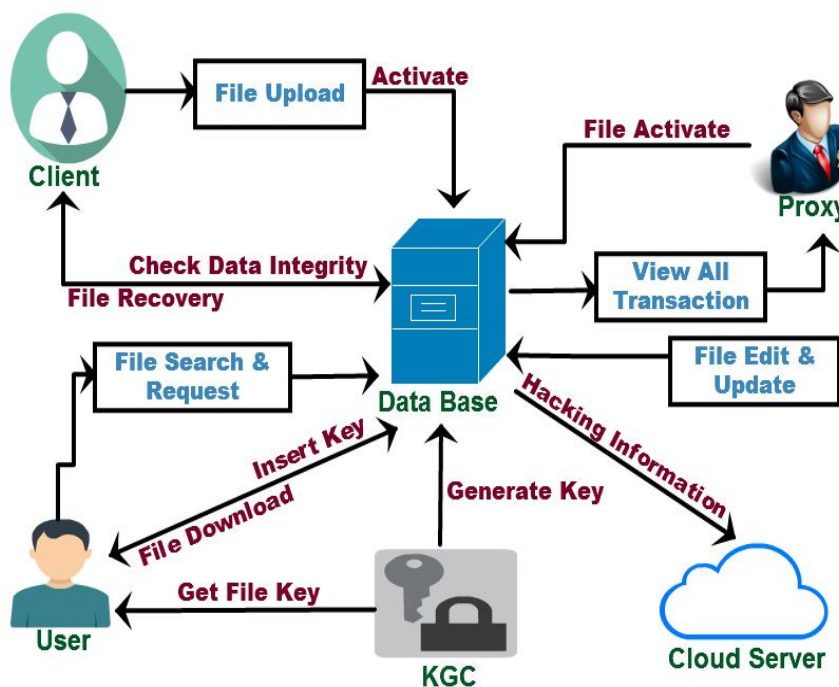 File Upload
Activate
Client
File Activate
Proxy
Check Data Integrity
File Recovery
View All
Transaction
File Search &
Request
File Edit &
Update
Data Base
Insert Key
File Download
Hacking Information
Generate Key
Get File Key
User
KGC
Cloud Server